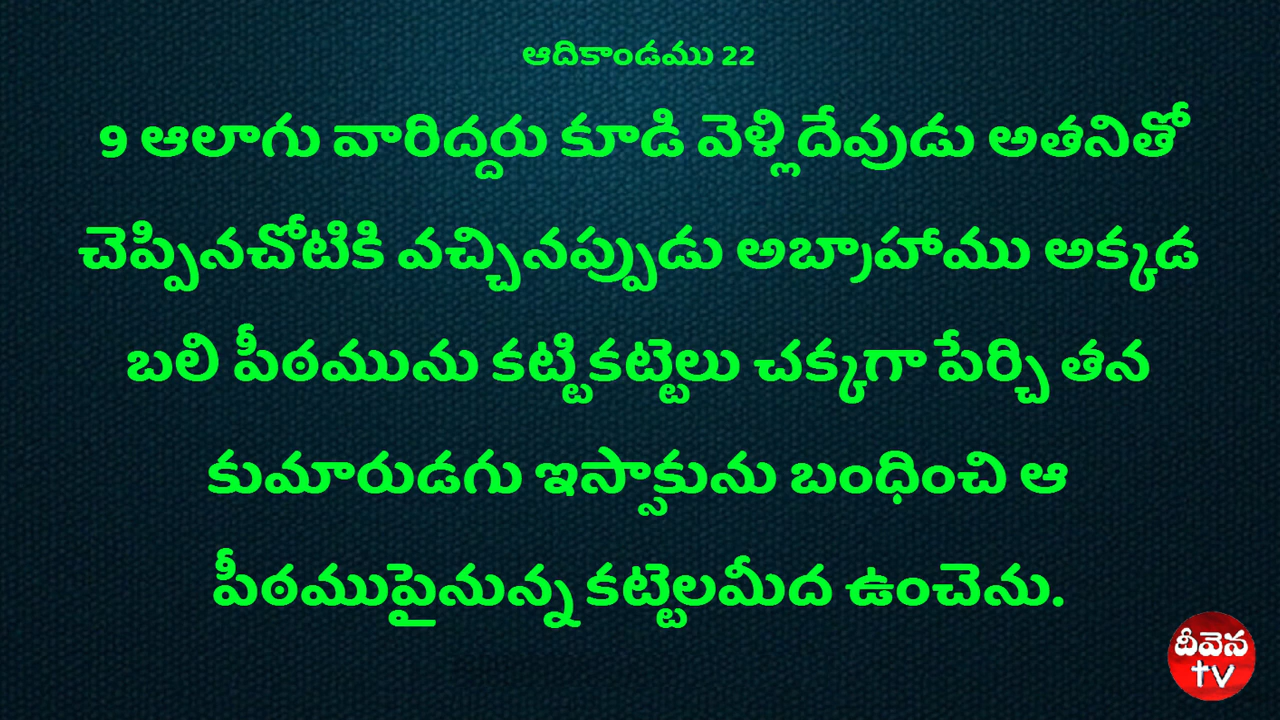 ఆదికాండము 22
9 ఆలాగు వారిద్దరు కూడి వెళ్లిదేవుడు అతనితో
చెప్పినచోటికి వచ్చినప్పుడు అబ్రాహాము అక్కడ
బలి పీఠమును కట్టికట్టెలు చక్కగా పేర్చి తన
కుమారుడగు ఇస్సాకును బంధించి ఆ
పీఠముపైనున్న కట్టెలమీద ఉంచెను.
దీవెన
tv